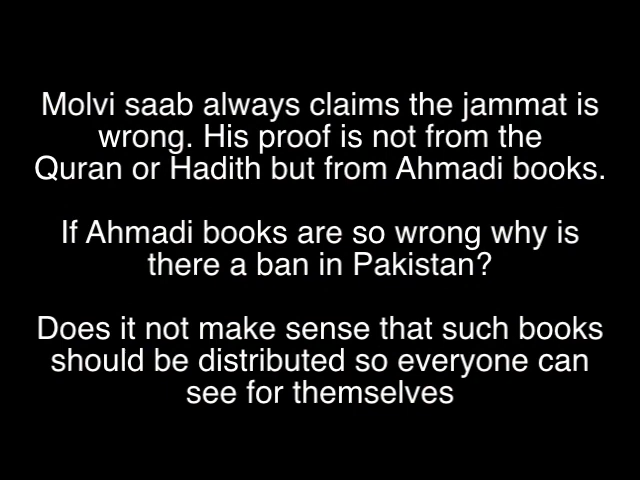 Molvi saab always claims the jammat is
wrong. His proof is not from the
Quran or Hadith but from Ahmadi books.
If Ahmadi books are so wrong why is
there a ban in Pakistan?
Does it not make sense that such books
should be distributed so everyone can
see for themselves